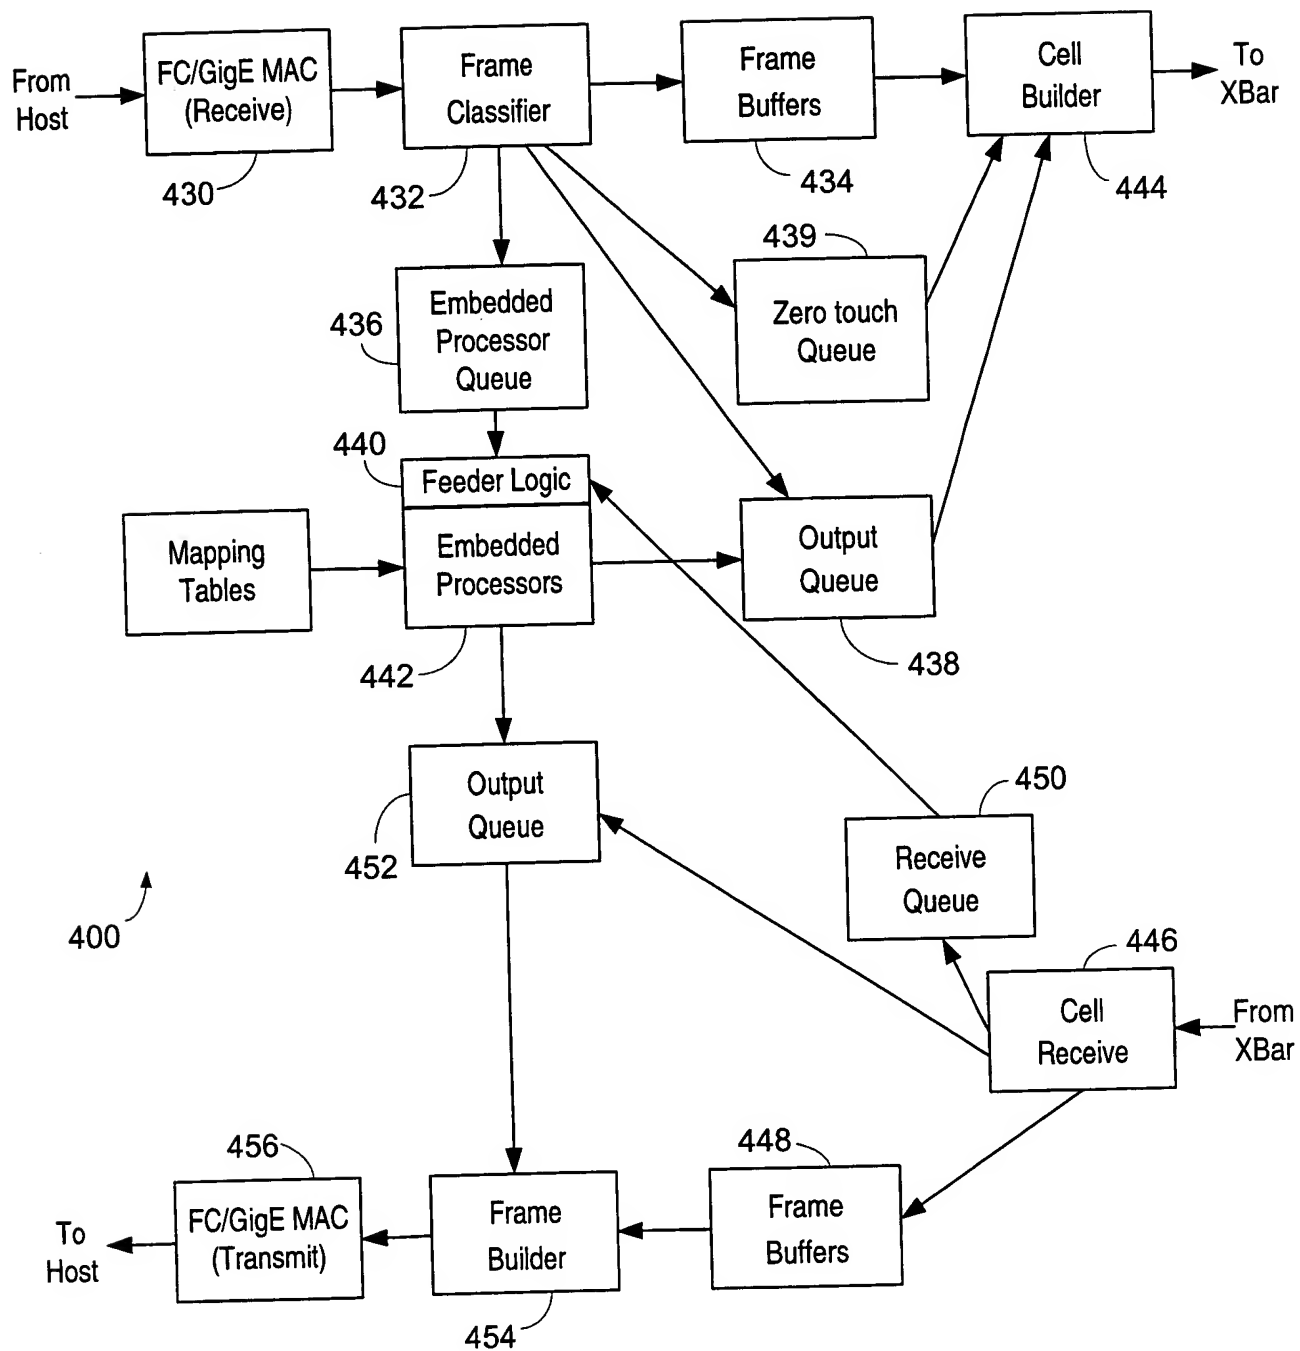 From
Host
FC/GigE MAC
(Receive)
430
Frame
Classifier
432
Frame
Buffers
434
Cell
Builder
444
To
XBar
439
Zero touch
Queue
436
Embedded
Processor
Queue
440
Feeder Logic
Mapping
Tables
Embedded
Processors
442
Output
Queue
438
Output
Queue
452
450
Receive
Queue
400
446
Cell
Receive
From
XBar
456
FC/GigE MAC
(Transmit)
To
Host
Frame
Builder
454
448
Frame
Buffers